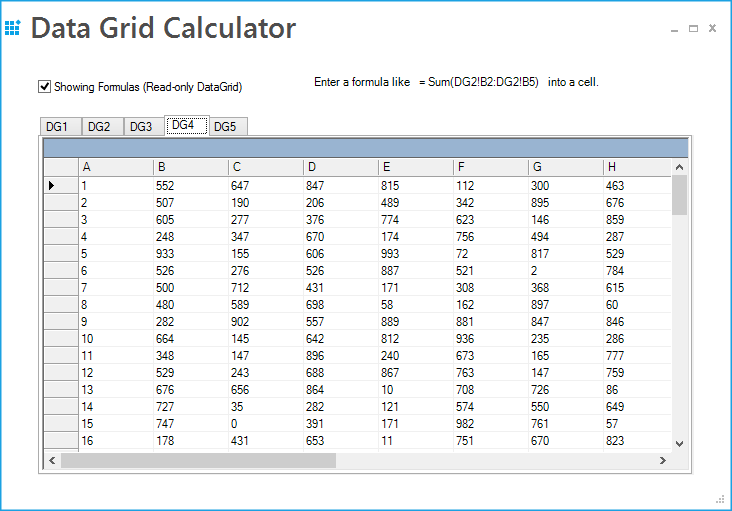 Data Grid Calculator
Showing Formulas (Read-only DataGrid)
Enter a formula like = Sum(DG2!B2:DG2!B5) into a cell.
DG1 DG2 DG3 DG4 DG5
A B C D E F G H
1 552 647 847 815 112 300 463
2 507 190 206 489 342 895 676
3 605 277 376 774 623 146 859
4 248 347 670 174 756 494 287
5 933 155 606 993 72 817 529
6 526 276 526 887 521 2 784
7 500 712 431 171 308 368 615
8 480 589 698 58 162 897 60
9 282 902 557 889 881 847 846
10 664 145 642 812 936 235 286
11 348 147 896 240 673 165 777
12 529 243 688 867 763 147 759
13 676 656 864 10 708 726 86
14 727 35 282 121 574 550 649
15 747 0 391 171 982 761 57
16 178 431 653 11 751 670 823